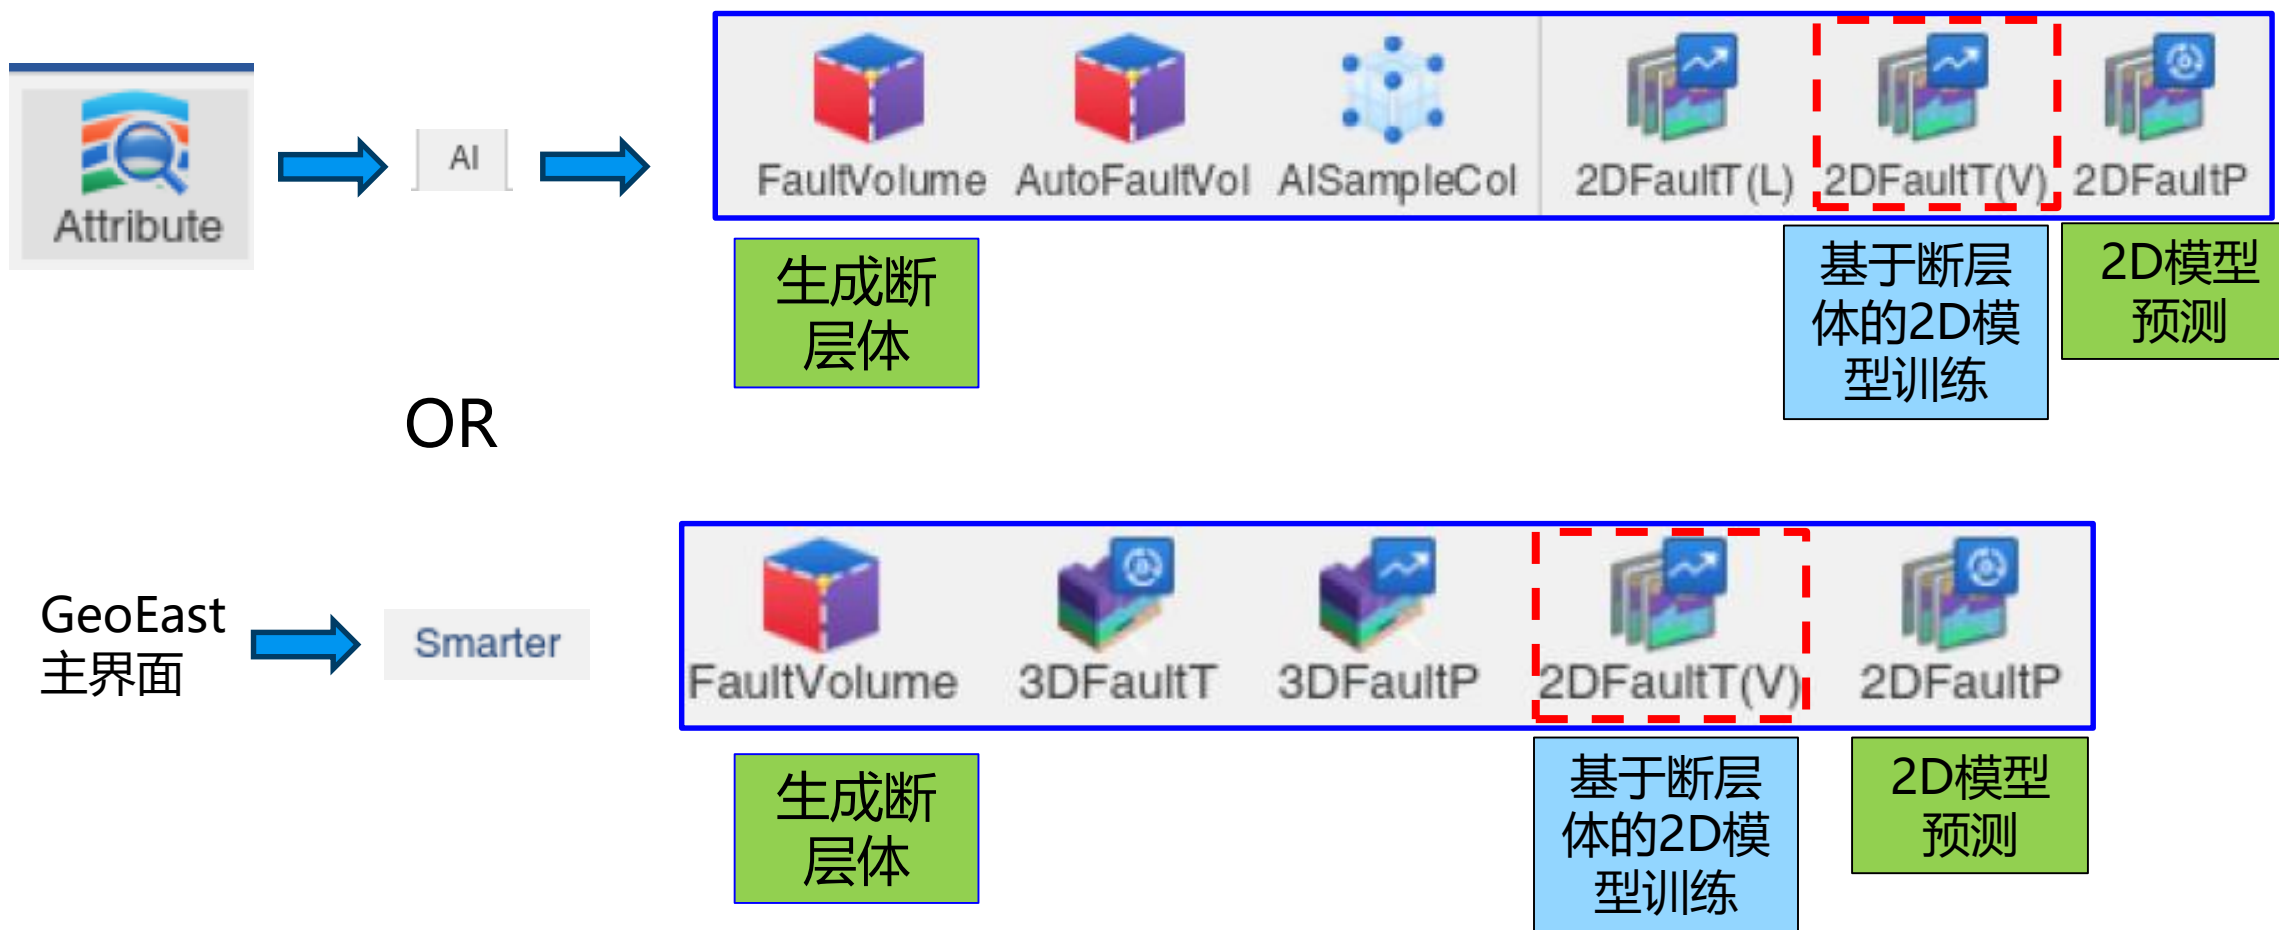 Attribute
AI
FaultVolume AutoFaultVol AISampleCol 2DFaultT(L) 2DFaultT(V) 2DFaultP
生成断
层体
基于断层
体的2D模
型训练
2D模型
预测
OR
GeoEast
主界面
Smarter
FaultVolume 3DFaultT 3DFaultP 2DFaultT(V) 2DFaultP
生成断
层体
基于断层
体的2D模
型训练
2D模型
预测